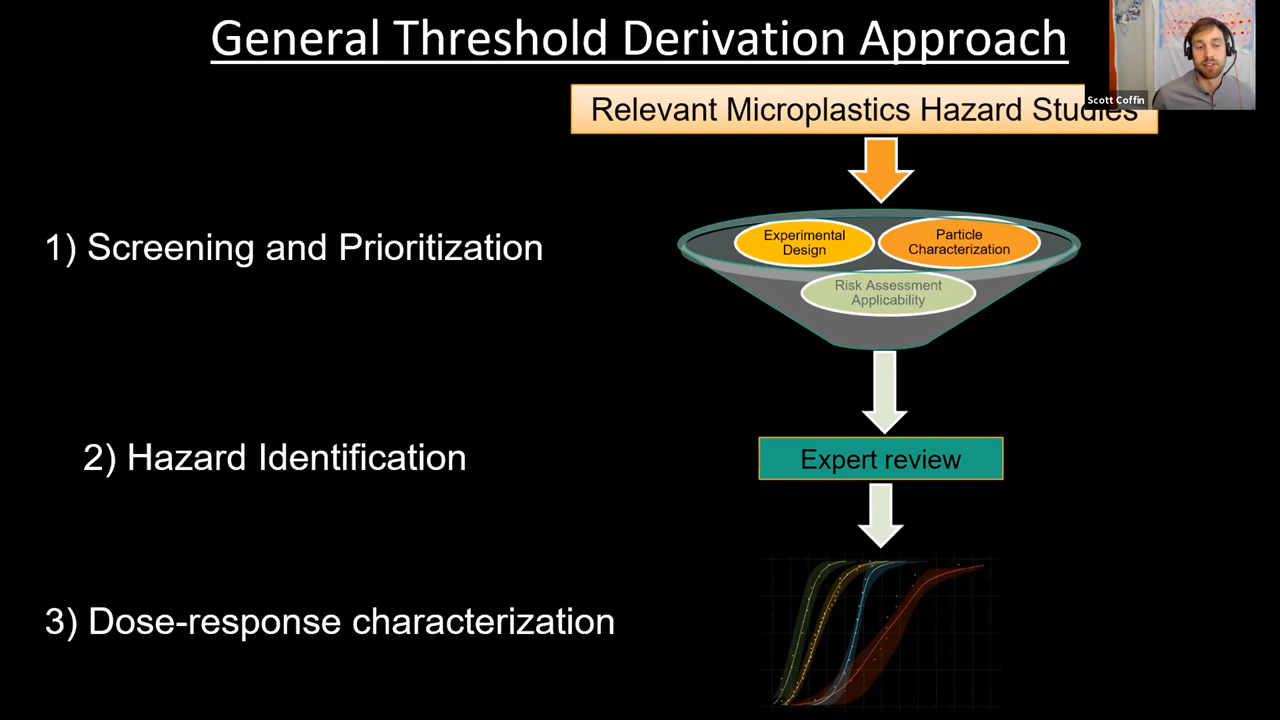 General Threshold Derivation Approach
Scott Coffin
Relevant Microplastics Hazard Studies
1) Screening and Prioritization
Experimental
Design
Particle
Characterization
Risk Assessment
Applicability
2) Hazard Identification
Expert review
3) Dose-response characterization